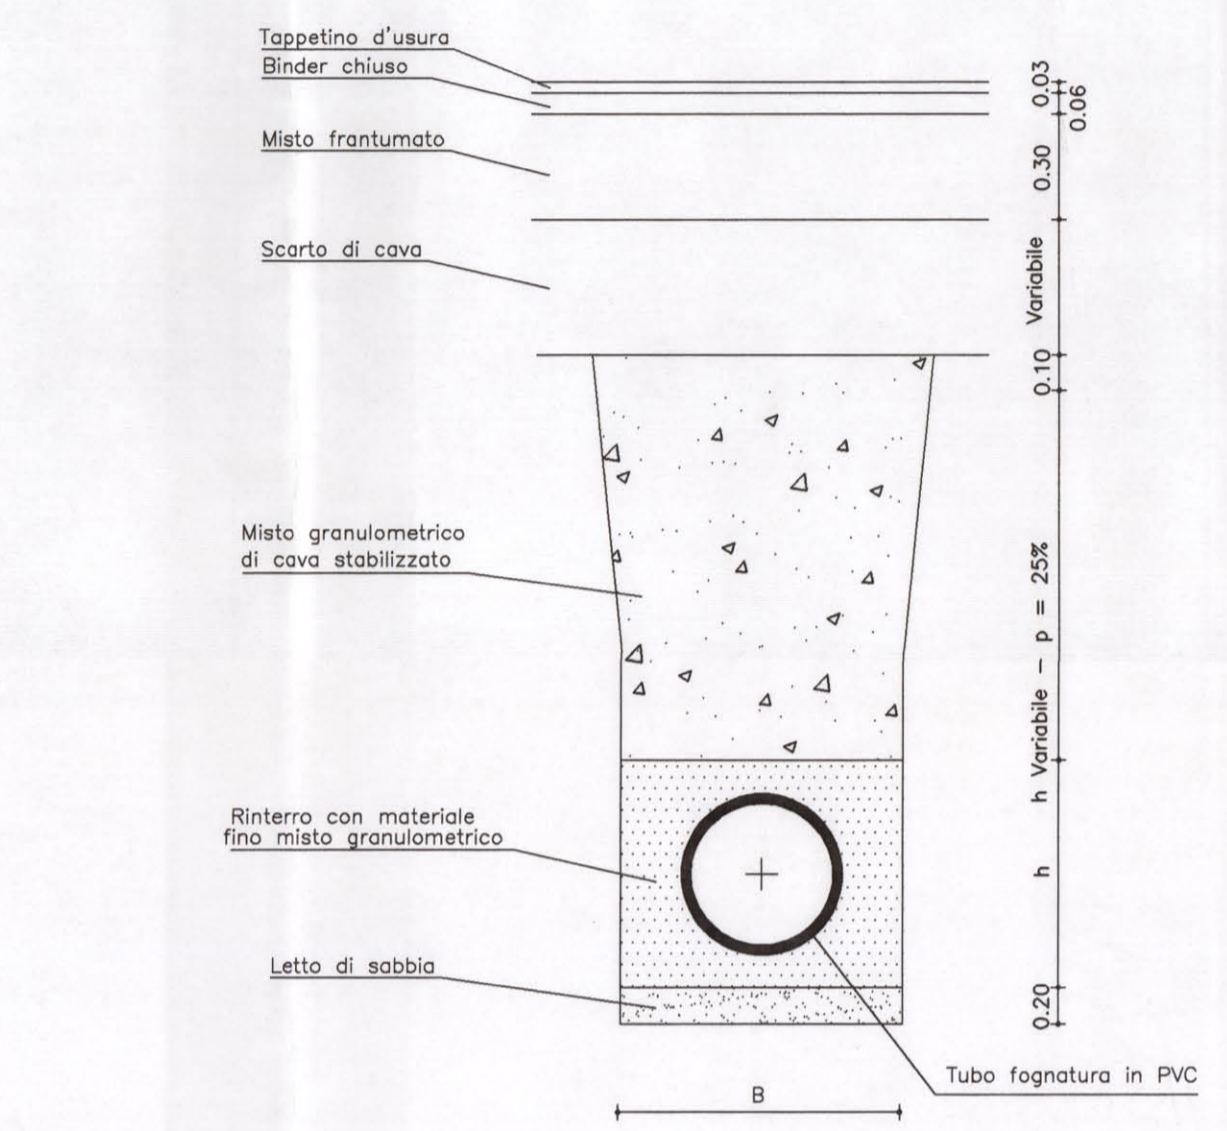 Tappetino d'usura
Binder chiuso
Misto frantumato
Scarto di cava
Misto granulometrico
di cava stabilizzato
Rinterro con materiale
fino misto granulometrico
Letto di sabbia
Tubo fognatura in PVC
B
0.03
0.06
0.30
Variabile
0.10
h Variabile – p = 25%
h
0.20